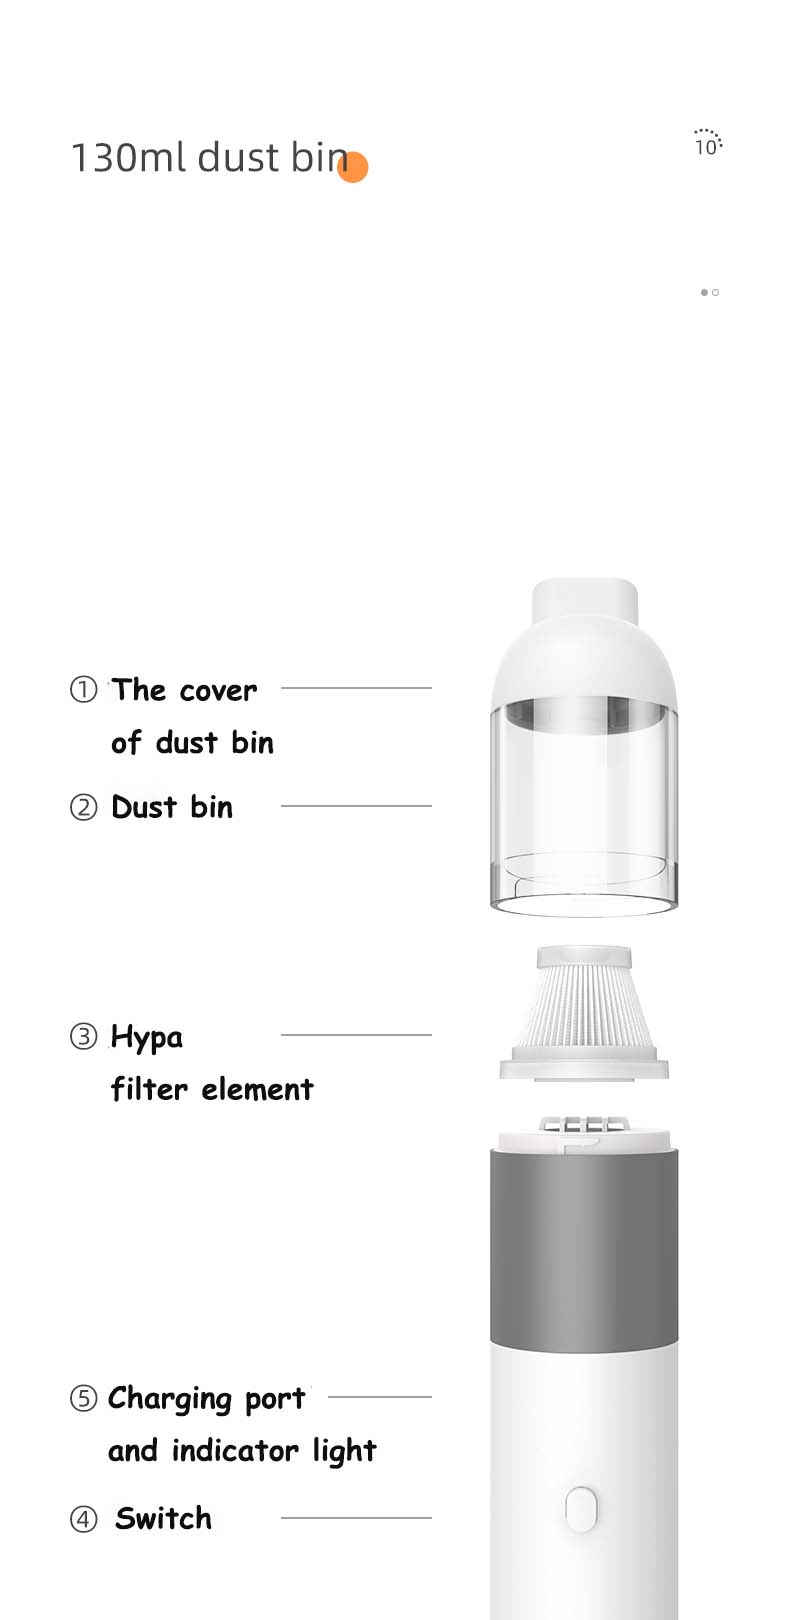 130ml dust bin
10
① The cover
of dust bin
② Dust bin
③ Hypa
filter element
⑤ Charging port
and indicator light
④ Switch